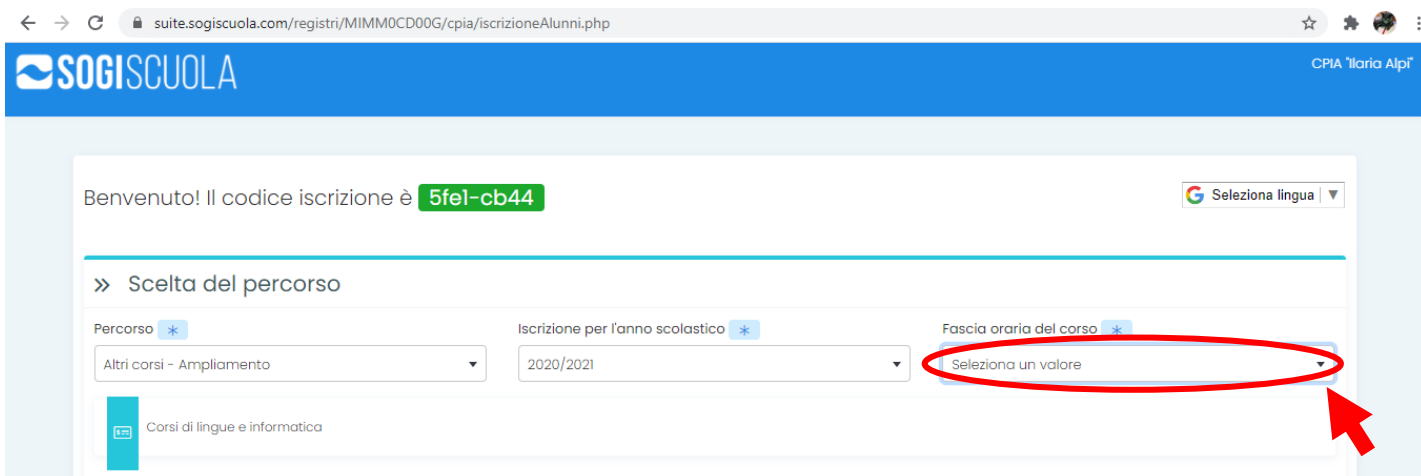 suite.sogiscuola.com/registri/MIMM0CD00G/cpia/iscrizioneAlunni.php
SOGISCUOLA
CPIA "Ilaria Alpi"
Benvenuto! Il codice iscrizione è 5fe1-cb44
G Seleziona lingua ▼
» Scelta del percorso
Percorso *
Iscrizione per l'anno scolastico *
Fascia oraria del corso *
Altri corsi - Ampliamento
2020/2021
Seleziona un valore
Corsi di lingue e informatica